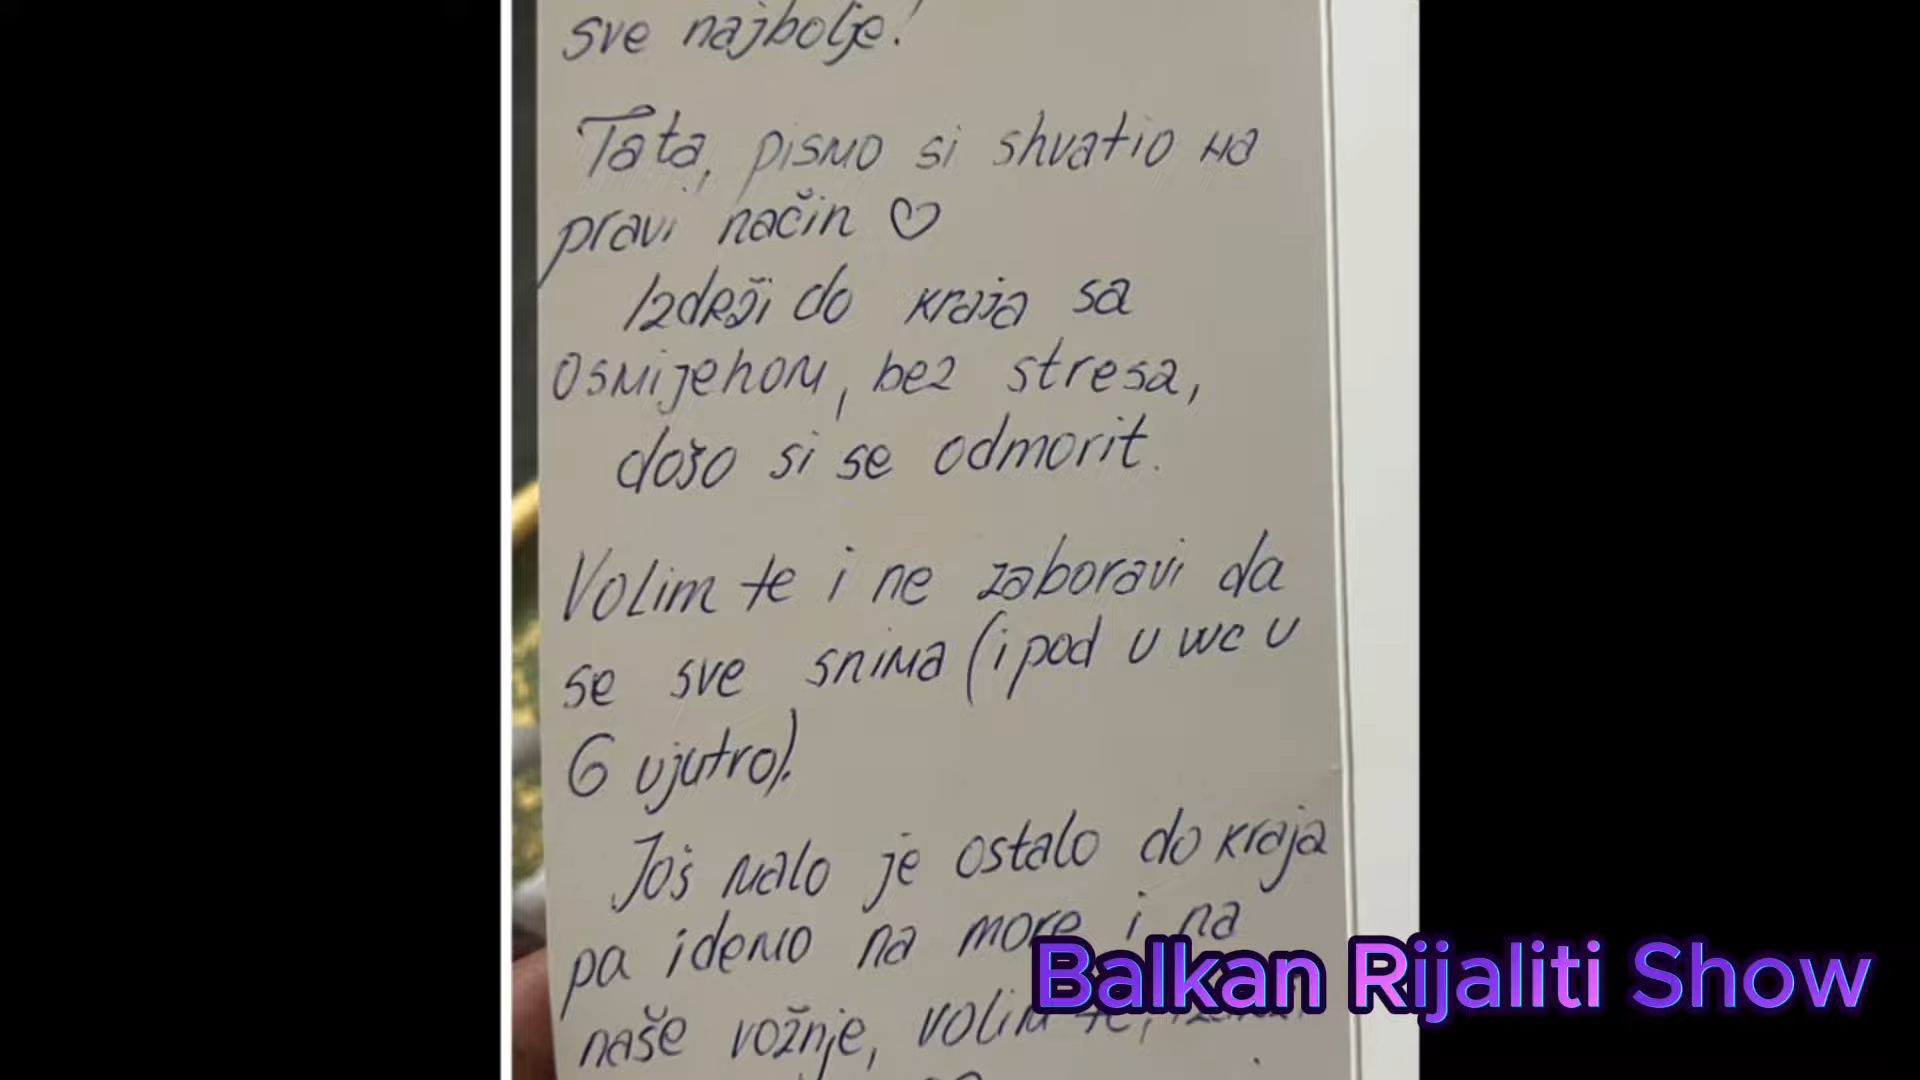 sve najbolje!
Tata, pismo si shvatio na
pravi način ♡
Izdrži do kraja sa
osmijehom, bez stresa,
došo si se odmorit.
Volim te i ne zaboravi da
se sve snima (i pod u wc u
6 ujutro).
Još malo je ostalo do kraja
pa idemo na more i na
naše vožnje, volim te,
Balkan Rijaliti Show